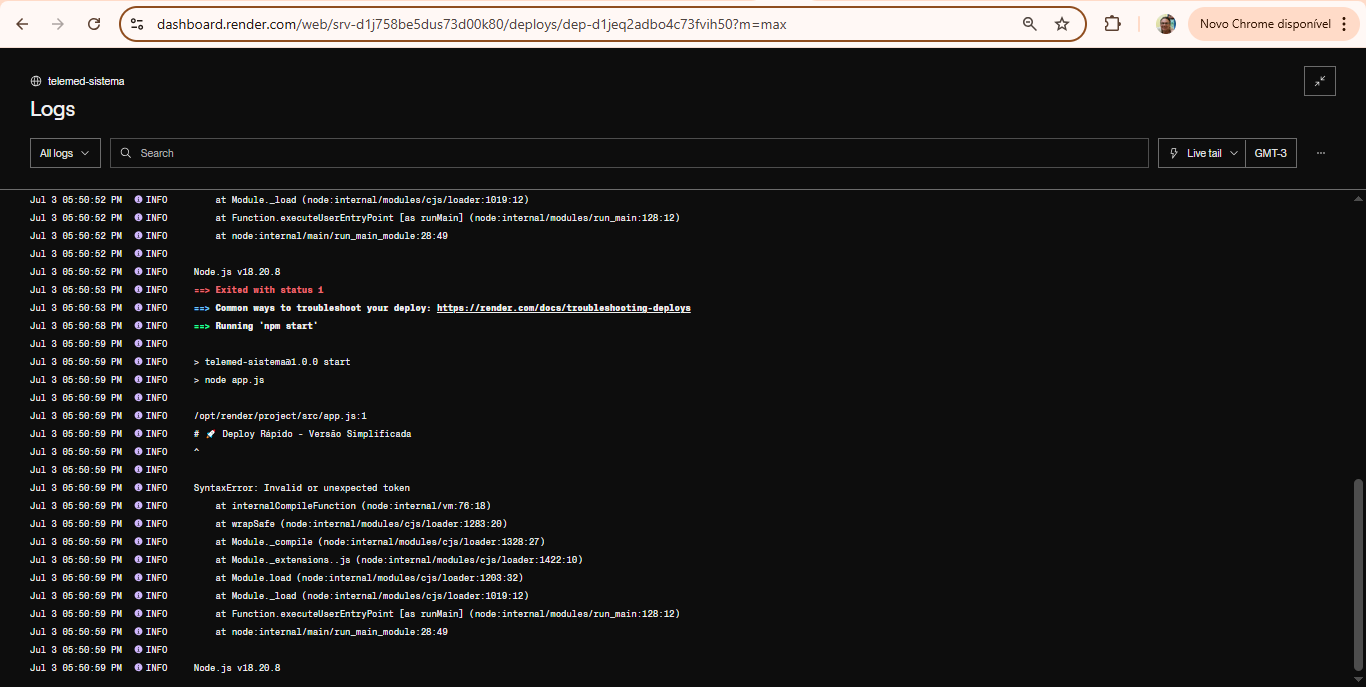 dashboard.render.com/web/srv-d1j758be5dus73d00k80/deploys/dep-d1jeq2adbo4c73fvih50?m=max
Novo Chrome disponível
telemed-sistema
Logs
All logs
Search
Live tail
GMT-3
Jul 3 05:50:52 PM INFO at Module._load (node:internal/modules/cjs/loader:1019:12)
Jul 3 05:50:52 PM INFO at Function.executeUserEntryPoint [as runMain] (node:internal/modules/run_main:128:12)
Jul 3 05:50:52 PM INFO at node:internal/main/run_main_module:28:49
Jul 3 05:50:52 PM INFO
Jul 3 05:50:52 PM INFO Node.js v18.20.8
Jul 3 05:50:53 PM INFO ==> Exited with status 1
Jul 3 05:50:53 PM INFO ==> Common ways to troubleshoot your deploy: https://render.com/docs/troubleshooting-deploys
Jul 3 05:50:58 PM INFO ==> Running 'npm start'
Jul 3 05:50:59 PM INFO
Jul 3 05:50:59 PM INFO > telemed-sistema@1.0.0 start
Jul 3 05:50:59 PM INFO > node app.js
Jul 3 05:50:59 PM INFO
Jul 3 05:50:59 PM INFO /opt/render/project/src/app.js:1
Jul 3 05:50:59 PM INFO # 🚀 Deploy Rápido - Versão Simplificada
Jul 3 05:50:59 PM INFO ^
Jul 3 05:50:59 PM INFO
Jul 3 05:50:59 PM INFO SyntaxError: Invalid or unexpected token
Jul 3 05:50:59 PM INFO at internalCompileFunction (node:internal/vm:76:18)
Jul 3 05:50:59 PM INFO at wrapSafe (node:internal/modules/cjs/loader:1283:20)
Jul 3 05:50:59 PM INFO at Module._compile (node:internal/modules/cjs/loader:1328:27)
Jul 3 05:50:59 PM INFO at Module._extensions..js (node:internal/modules/cjs/loader:1422:10)
Jul 3 05:50:59 PM INFO at Module.load (node:internal/modules/cjs/loader:1203:32)
Jul 3 05:50:59 PM INFO at Module._load (node:internal/modules/cjs/loader:1019:12)
Jul 3 05:50:59 PM INFO at Function.executeUserEntryPoint [as runMain] (node:internal/modules/run_main:128:12)
Jul 3 05:50:59 PM INFO at node:internal/main/run_main_module:28:49
Jul 3 05:50:59 PM INFO
Jul 3 05:50:59 PM INFO Node.js v18.20.8